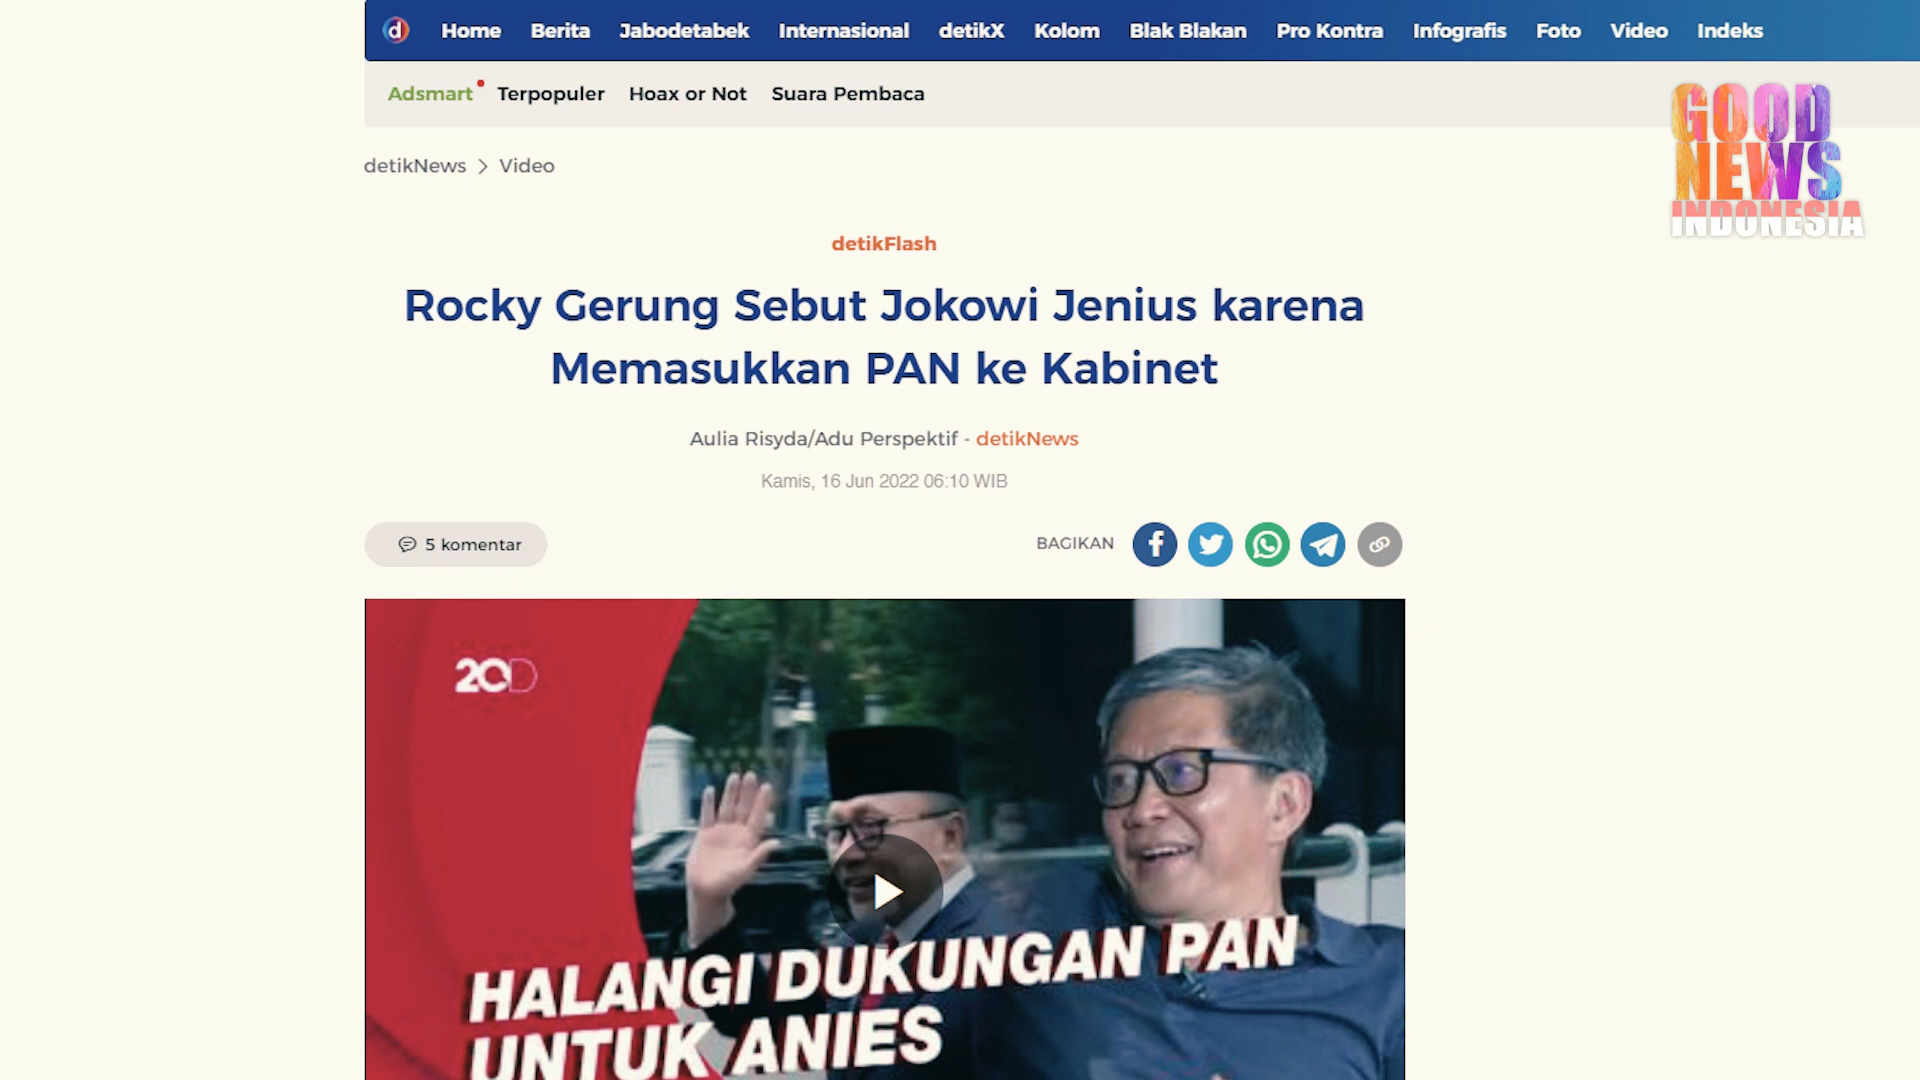 d Home Berita Jabodetabek Internasional detikX Kolom Blak Blakan Pro Kontra Infografis Foto Video Indeks
Adsmart Terpopuler Hoax or Not Suara Pembaca
GOOD
NEWS
INDONESIA
detikNews > Video
detikFlash
Rocky Gerung Sebut Jokowi Jenius karena
Memasukkan PAN ke Kabinet
Aulia Risyda/Adu Perspektif - detikNews
Kamis, 16 Jun 2022 06:10 WIB
5 komentar BAGIKAN
20D
HALANGI DUKUNGAN PAN
UNTUK ANIES